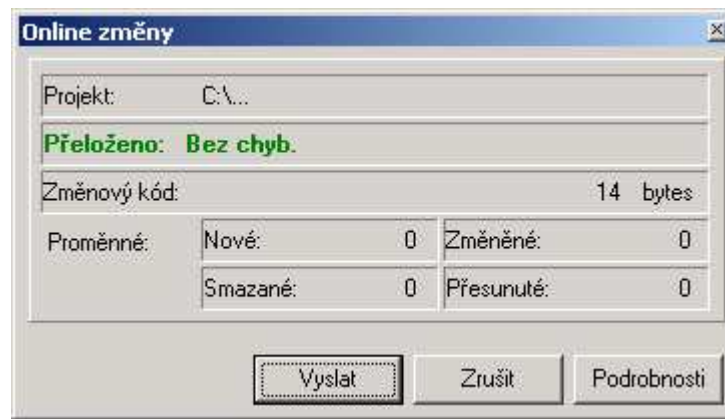 Online změny
Projekt: C:\...
Přeloženo: Bez chyb.
Změnový kód: 14 bytes
Proměnné: Nové: 0 Změněné: 0
Smazané: 0 Přesunuté: 0
Vyslat Zrušit Podrobnosti